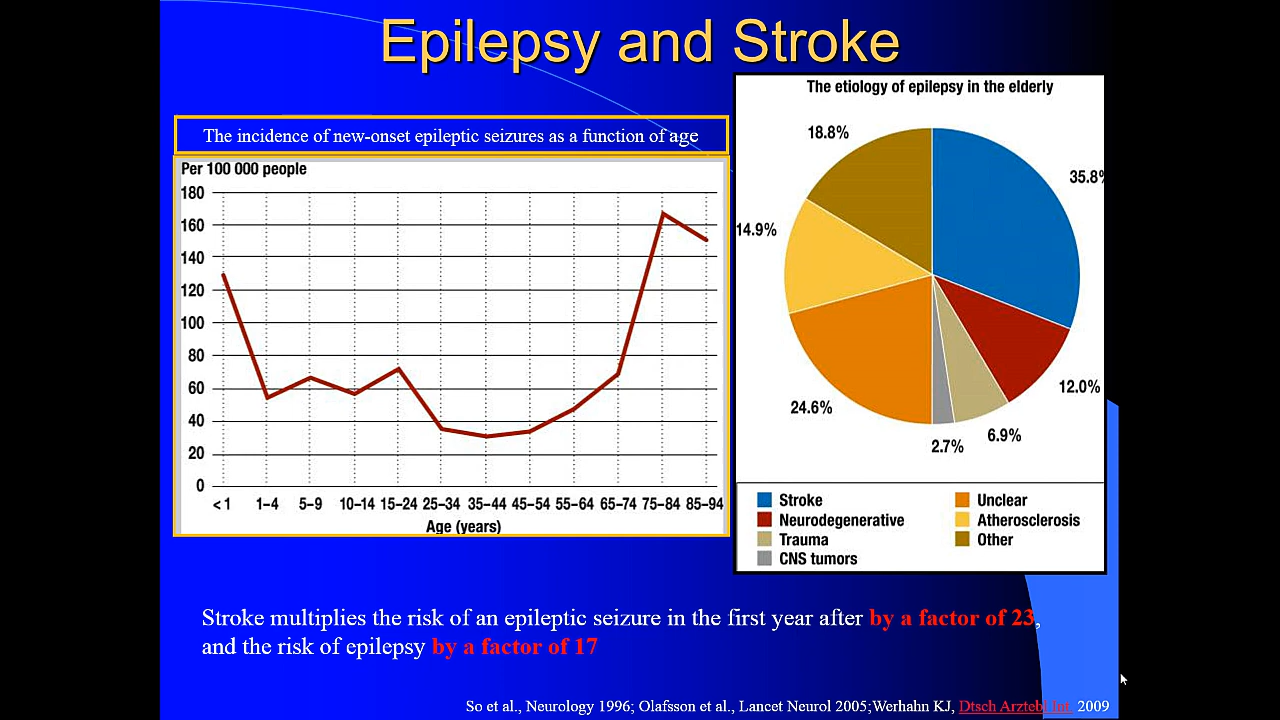 Epilepsy and Stroke
The incidence of new-onset epileptic seizures as a function of age
Per 100 000 people
180
160
140
120
100
80
60
40
20
0
< 1 1–4 5–9 10–14 15–24 25–34 35–44 45–54 55–64 65–74 75–84 85–94
Age (years)
The etiology of epilepsy in the elderly
18.8%
35.8%
14.9%
12.0%
24.6%
6.9%
2.7%
Stroke
Neurodegenerative
Trauma
CNS tumors
Unclear
Atherosclerosis
Other
Stroke multiplies the risk of an epileptic seizure in the first year after by a factor of 23,
and the risk of epilepsy by a factor of 17
So et al., Neurology 1996; Olafsson et al., Lancet Neurol 2005;Werhahn KJ, Dtsch Arztebl Int. 2009